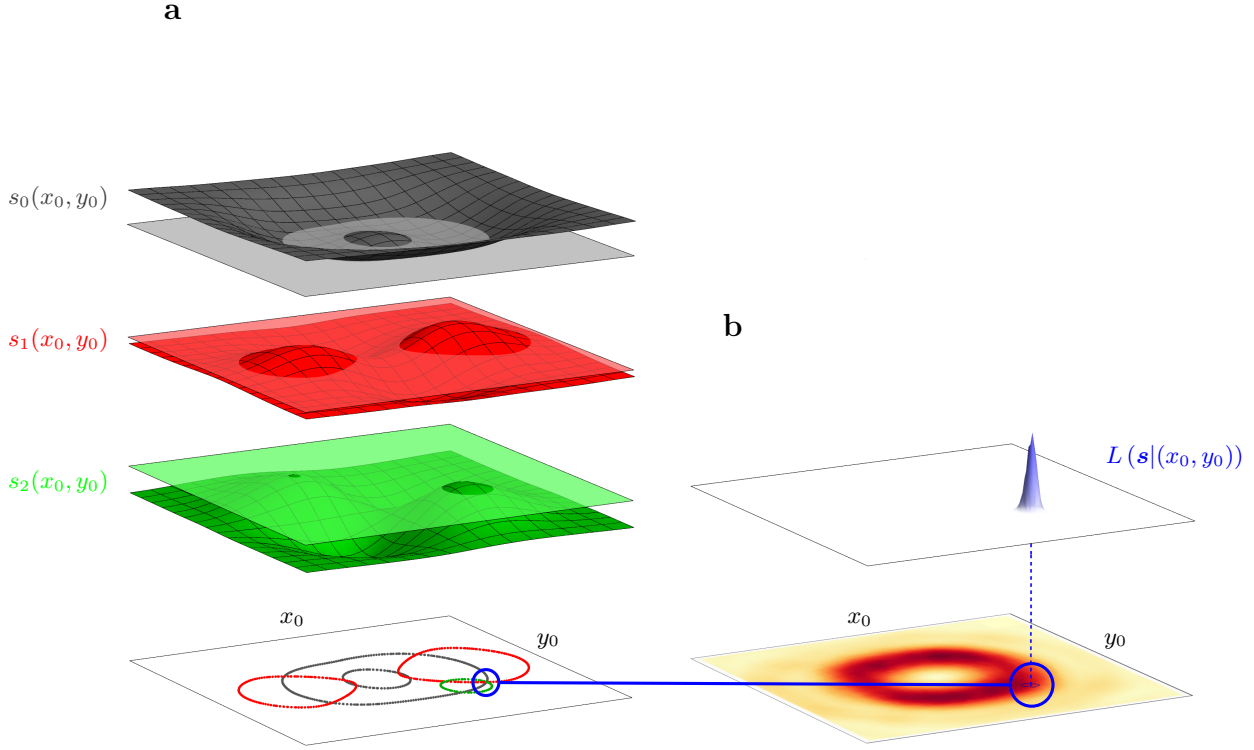 a
s₀(x₀, y₀)
s₁(x₀, y₀)
b
s₂(x₀, y₀)
L (s|(x₀, y₀))
x₀
y₀
x₀
y₀